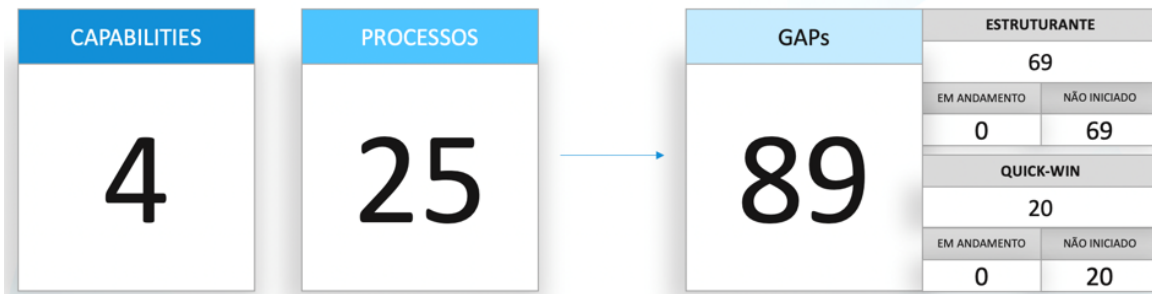 CAPABILITIES
4
PROCESSOS
25
GAPs
89
ESTRUTURANTE
69
EM ANDAMENTO NÃO INICIADO
0 69
QUICK-WIN
20
EM ANDAMENTO NÃO INICIADO
0 20